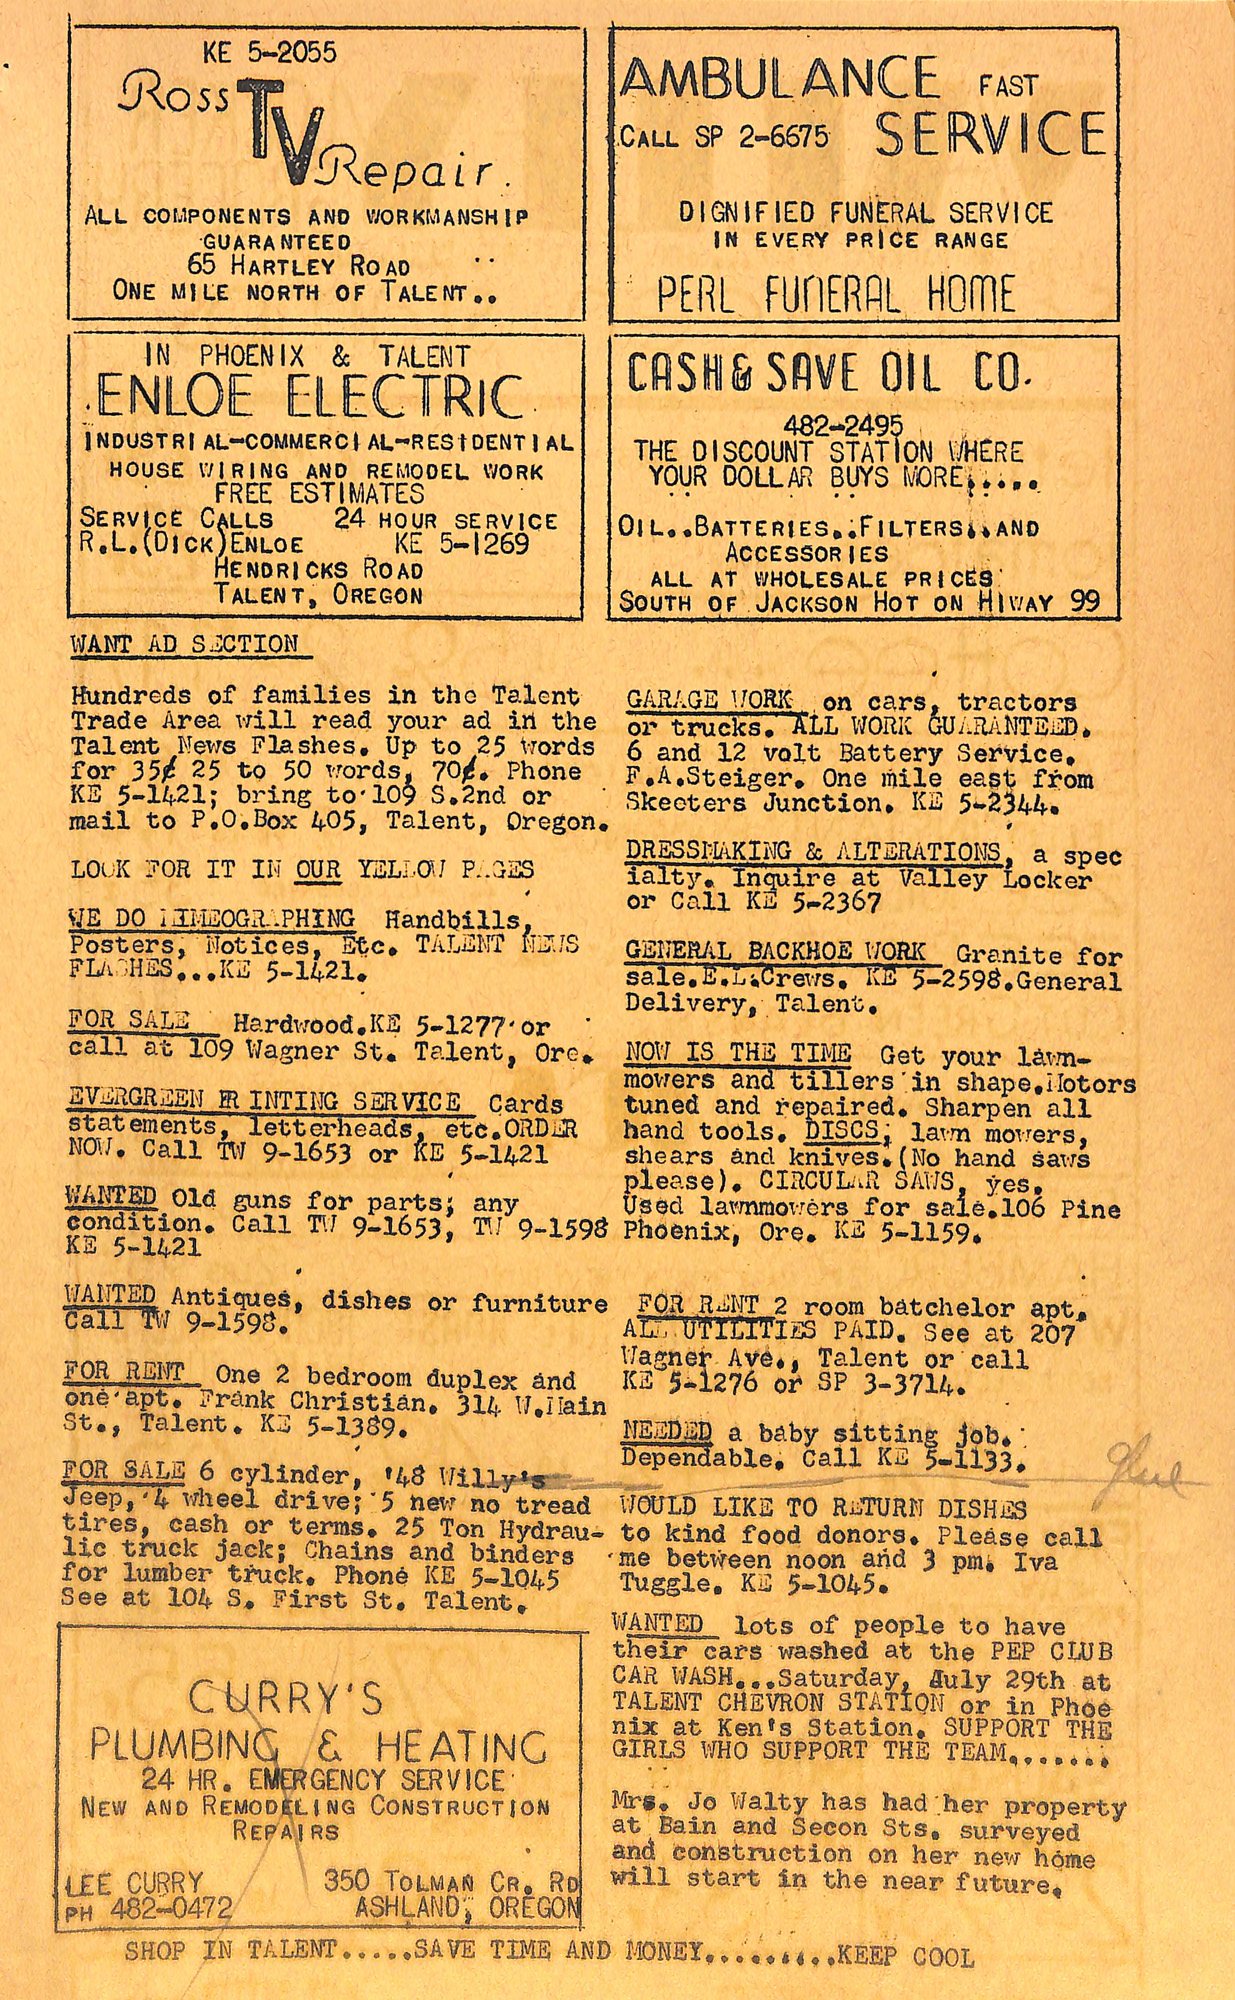 KE 5-2055
Ross TV Repair.
ALL COMPONENTS AND WORKMANSHIP
GUARANTEED
65 HARTLEY ROAD
ONE MILE NORTH OF TALENT..
AMBULANCE FAST
CALL SP 2-6675 SERVICE
DIGNIFIED FUNERAL SERVICE
IN EVERY PRICE RANGE
PERL FUNERAL HOME
IN PHOENIX & TALENT
ENLOE ELECTRIC
INDUSTRIAL-COMMERCIAL-RESIDENTIAL
HOUSE WIRING AND REMODEL WORK
FREE ESTIMATES
SERVICE CALLS 24 HOUR SERVICE
R.L.(DICK)ENLOE KE 5-1269
HENDRICKS ROAD
TALENT, OREGON
CASH & SAVE OIL CO.
482-2495
THE DISCOUNT STATION WHERE
YOUR DOLLAR BUYS MORE.....
OIL..BATTERIES..FILTERS..AND
ACCESSORIES
ALL AT WHOLESALE PRICES
SOUTH OF JACKSON HOT ON HIWAY 99
WANT AD SECTION
Hundreds of families in the Talent
Trade Area will read your ad in the
Talent News Flashes. Up to 25 words
for 35¢ 25 to 50 words, 70¢. Phone
KE 5-1421; bring to 109 S.2nd or
mail to P.O.Box 405, Talent, Oregon.
LOOK FOR IT IN OUR YELLOW PAGES
WE DO MIMEOGRAPHING Handbills,
Posters, Notices, Etc. TALENT NEWS
FLASHES...KE 5-1421.
FOR SALE Hardwood.KE 5-1277 or
call at 109 Wagner St. Talent, Ore.
EVERGREEN PRINTING SERVICE Cards
statements, letterheads, etc.ORDER
NOW. Call TW 9-1653 or KE 5-1421
WANTED Old guns for parts; any
condition. Call TW 9-1653, TW 9-1598
KE 5-1421
WANTED Antiques, dishes or furniture
Call TW 9-1598.
FOR RENT One 2 bedroom duplex and
one apt. Frank Christian. 314 W.Main
St., Talent. KE 5-1389.
FOR SALE 6 cylinder, '48 Willy's
Jeep, 4 wheel drive; 5 new no tread
tires, cash or terms. 25 Ton Hydrau-
lic truck jack; Chains and binders
for lumber truck. Phone KE 5-1045
See at 104 S. First St. Talent.
CURRY'S
PLUMBING & HEATING
24 HR. EMERGENCY SERVICE
NEW AND REMODELING CONSTRUCTION
REPAIRS
LEE CURRY 350 TOLMAN CR. RD
PH 482-0472 ASHLAND, OREGON
GARAGE WORK on cars, tractors
or trucks. ALL WORK GUARANTEED.
6 and 12 volt Battery Service.
F.A.Steiger. One mile east from
Skeeters Junction. KE 5-2344.
DRESSMAKING & ALTERATIONS, a spec
ialty. Inquire at Valley Locker
or Call KE 5-2367
GENERAL BACKHOE WORK Granite for
sale.E.L.Crews. KE 5-2598.General
Delivery, Talent.
NOW IS THE TIME Get your lawn-
mowers and tillers in shape.Motors
tuned and repaired. Sharpen all
hand tools. DISCS; lawn mowers,
shears and knives.(No hand saws
please). CIRCULAR SAWS, yes.
Used lawnmowers for sale.106 Pine
Phoenix, Ore. KE 5-1159.
FOR RENT 2 room batchelor apt.
ALL UTILITIES PAID. See at 207
Wagner Ave., Talent or call
KE 5-1276 or SP 3-3714.
NEEDED a baby sitting job.
Dependable. Call KE 5-1133.
glue
WOULD LIKE TO RETURN DISHES
to kind food donors. Please call
me between noon and 3 pm. Iva
Tuggle. KE 5-1045.
WANTED lots of people to have
their cars washed at the PEP CLUB
CAR WASH...Saturday, July 29th at
TALENT CHEVRON STATION or in Phoe
nix at Ken's Station. SUPPORT THE
GIRLS WHO SUPPORT THE TEAM.......
Mrs. Jo Walty has had her property
at Bain and Secon Sts. surveyed
and construction on her new home
will start in the near future.
SHOP IN TALENT.....SAVE TIME AND MONEY.........KEEP COOL